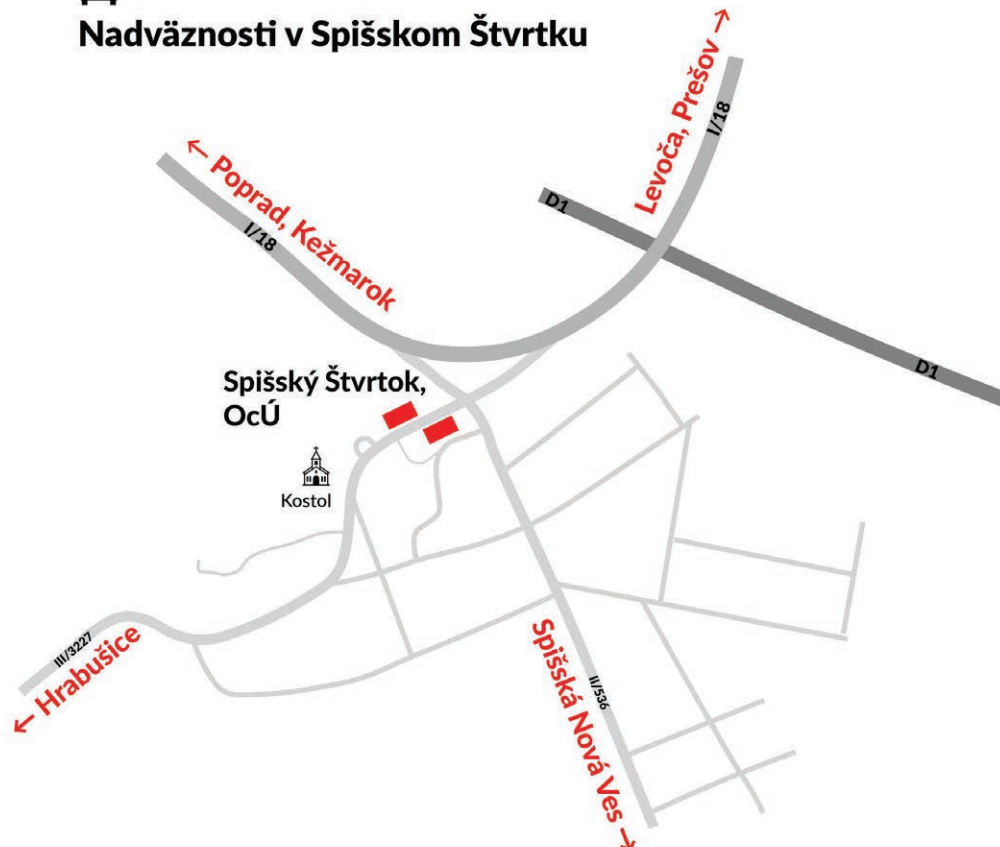 Nadväznosti v Spišskom Štvrtku
Levoča, Prešov →
I/18
← Poprad, Kežmarok
I/18
D1
D1
Spišský Štvrtok,
OcÚ
Kostol
III/3227
← Hrabušice
Spišská Nová Ves →
II/536